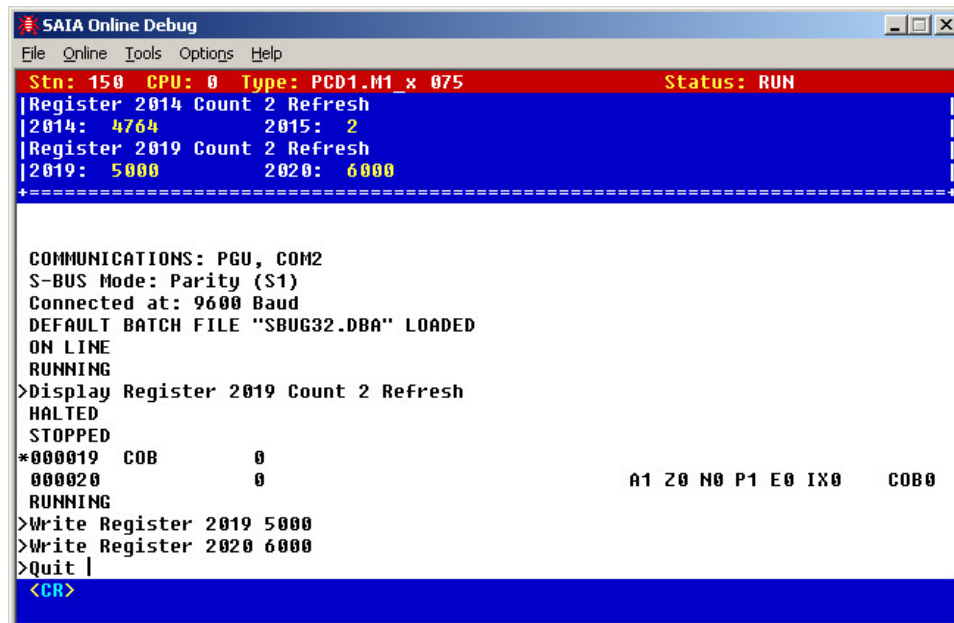 SAIA Online Debug
File Online Tools Options Help
Stn: 150 CPU: 0 Type: PCD1.M1_x 075 Status: RUN
|Register 2014 Count 2 Refresh |
|2014: 4764 2015: 2 |
|Register 2019 Count 2 Refresh |
|2019: 5000 2020: 6000 |
+==============================================================================+
COMMUNICATIONS: PGU, COM2
S-BUS Mode: Parity (S1)
Connected at: 9600 Baud
DEFAULT BATCH FILE "SBUG32.DBA" LOADED
ON LINE
RUNNING
>Display Register 2019 Count 2 Refresh
HALTED
STOPPED
*000019 COB 0
000020 0 A1 Z0 N0 P1 E0 IX0 COB0
RUNNING
>Write Register 2019 5000
>Write Register 2020 6000
>Quit
<CR>